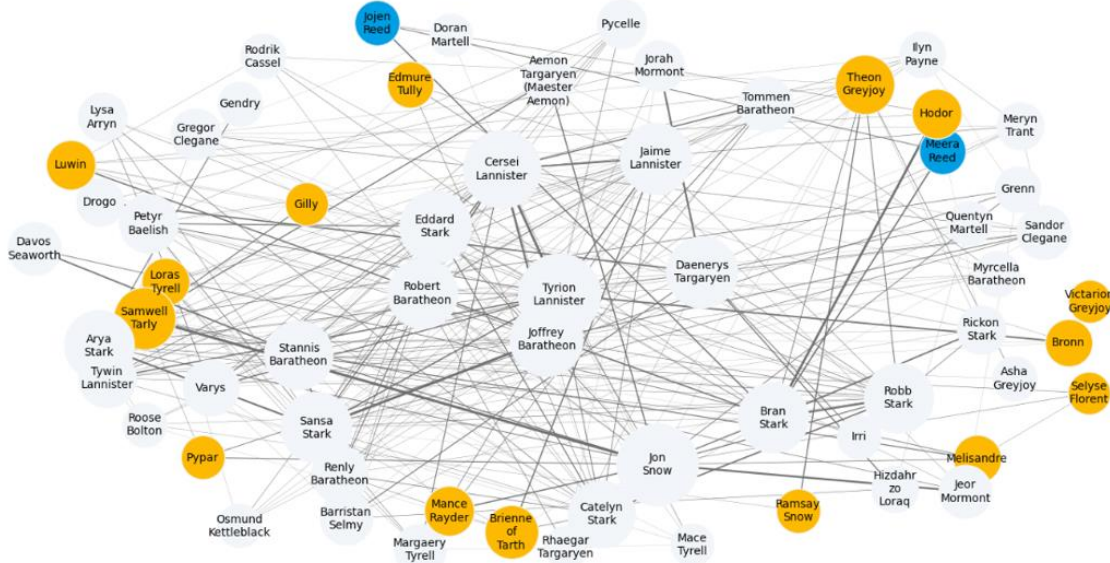 Jojen
Reed
Doran
Martell
Pycelle
Rodrik
Cassel
Edmure
Tully
Aemon
Targaryen
(Maester
Aemon)
Jorah
Mormont
Tommen
Baratheon
Theon
Greyjoy
Ilyn
Payne
Lysa
Arryn
Gendry
Gregor
Clegane
Hodor
Meryn
Trant
Meera
Reed
Luwin
Cersei
Lannister
Jaime
Lannister
Drogo
Gilly
Grenn
Petyr
Baelish
Eddard
Stark
Quentyn
Martell
Sandor
Clegane
Davos
Seaworth
Daenerys
Targaryen
Myrcella
Baratheon
Loras
Tyrell
Robert
Baratheon
Tyrion
Lannister
Victarion
Greyjoy
Samwell
Tarly
Joffrey
Baratheon
Rickon
Stark
Bronn
Arya
Stark
Stannis
Baratheon
Tywin
Lannister
Varys
Asha
Greyjoy
Robb
Stark
Selyse
Florent
Roose
Bolton
Sansa
Stark
Bran
Stark
Irri
Pypar
Jon
Snow
Melisandre
Renly
Baratheon
Hizdahr
zo
Loraq
Jeor
Mormont
Osmund
Kettleblack
Barristan
Selmy
Mance
Rayder
Brienne
of
Tarth
Catelyn
Stark
Ramsay
Snow
Margaery
Tyrell
Rhaegar
Targaryen
Mace
Tyrell